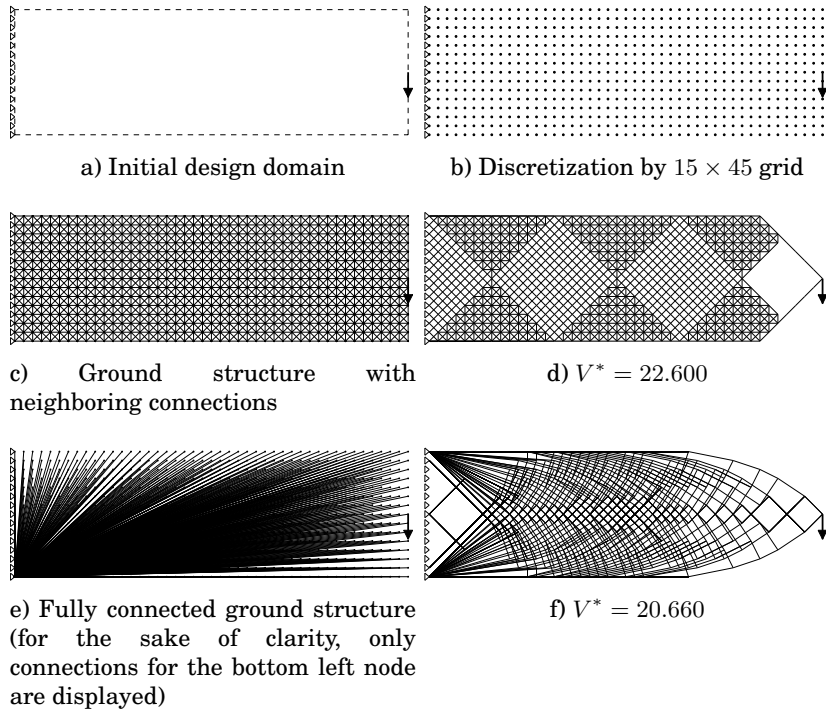 a) Initial design domain
b) Discretization by 15 × 45 grid
c) Ground structure with
neighboring connections
d) V* = 22.600
e) Fully connected ground structure
(for the sake of clarity, only
connections for the bottom left node
are displayed)
f) V* = 20.660